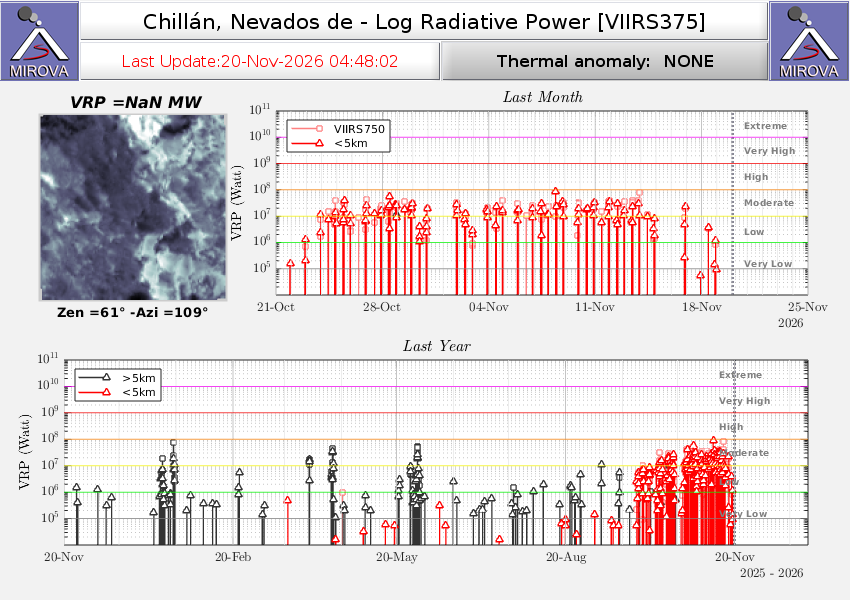 Chillán, Nevados de - Log Radiative Power [VIIRS375]
MIROVA
Last Update:20-Nov-2026 04:48:02
Thermal anomaly: NONE
MIROVA
VRP =NaN MW
Zen =61° -Azi =109°
Last Month
VRP (Watt)
10¹¹
10¹⁰
10⁹
10⁸
10⁷
10⁶
10⁵
VIIRS750
<5km
Extreme
Very High
High
Moderate
Low
Very Low
21-Oct
28-Oct
04-Nov
11-Nov
18-Nov
25-Nov
2026
Last Year
VRP (Watt)
10¹¹
10¹⁰
10⁹
10⁸
10⁷
10⁶
10⁵
>5km
<5km
Extreme
Very High
High
Moderate
Low
Very Low
20-Nov
20-Feb
20-May
20-Aug
20-Nov
2025 - 2026